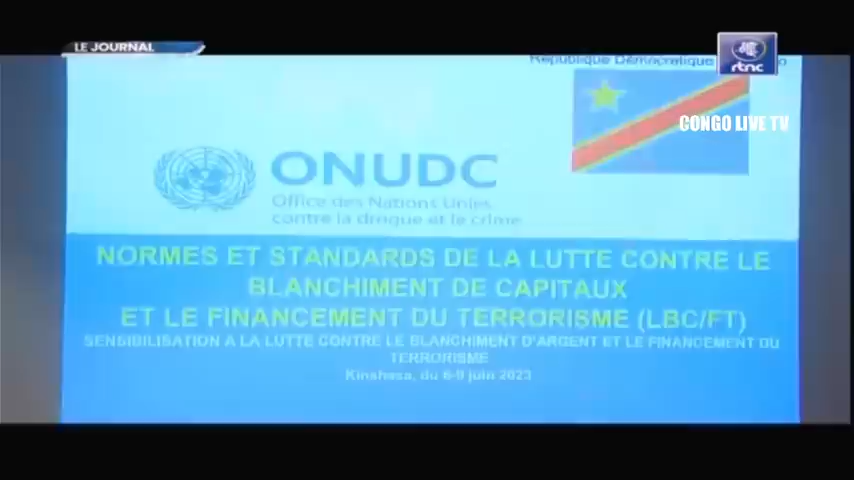 LE JOURNAL
rtnc
République Démocratique
CONGO LIVE TV
ONUDC
Office des Nations Unies
contre la drogue et le crime
NORMES ET STANDARDS DE LA LUTTE CONTRE LE
BLANCHIMENT DE CAPITAUX
ET LE FINANCEMENT DU TERRORISME (LBC/FT)
SENSIBILISATION A LA LUTTE CONTRE LE BLANCHIMENT D'ARGENT ET LE FINANCEMENT DU
TERRORISME
Kinshasa, du 6-9 juin 2023